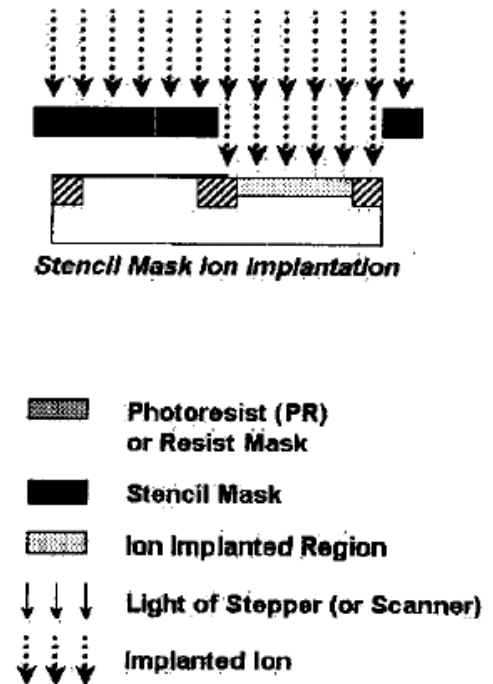 Stencil Mask Ion Implantation
Photoresist (PR)
or Resist Mask
Stencil Mask
Ion Implanted Region
Light of Stepper (or Scanner)
Implanted Ion